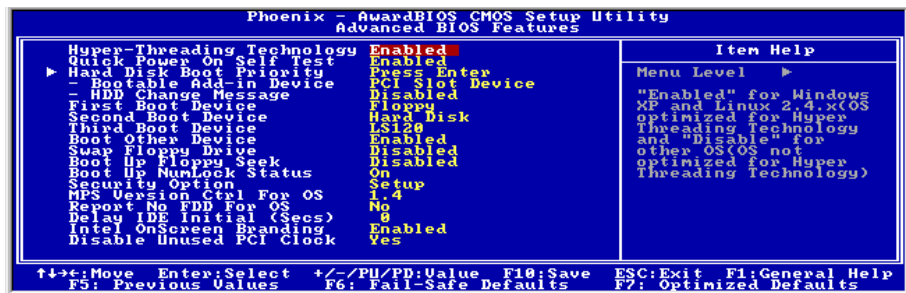 Phoenix - AwardBIOS CMOS Setup Utility
Advanced BIOS Features
Hyper-Threading Technology Enabled
Quick Power On Self Test Enabled
► Hard Disk Boot Priority Press Enter
- Bootable Add-in Device PCI Slot Device
- HDD Change Message Disabled
First Boot Device Floppy
Second Boot Device Hard Disk
Third Boot Device LS120
Boot Other Device Enabled
Swap Floppy Drive Disabled
Boot Up Floppy Seek Disabled
Boot Up NumLock Status On
Security Option Setup
MPS Version Ctrl For OS 1.4
Report No FDD For OS No
Delay IDE Initial (Secs) 0
Intel OnScreen Branding Enabled
Disable Unused PCI Clock Yes
Item Help
Menu Level ►
"Enabled" for Windows
XP and Linux 2.4.x(OS
optimized for Hyper
Threading Technology
and "Disable" for
other OS(OS not
optimized for Hyper
Threading Technology)
↑↓→←:Move Enter:Select +/-/PU/PD:Value F10:Save ESC:Exit F1:General Help
F5: Previous Values F6: Fail-Safe Defaults F7: Optimized Defaults